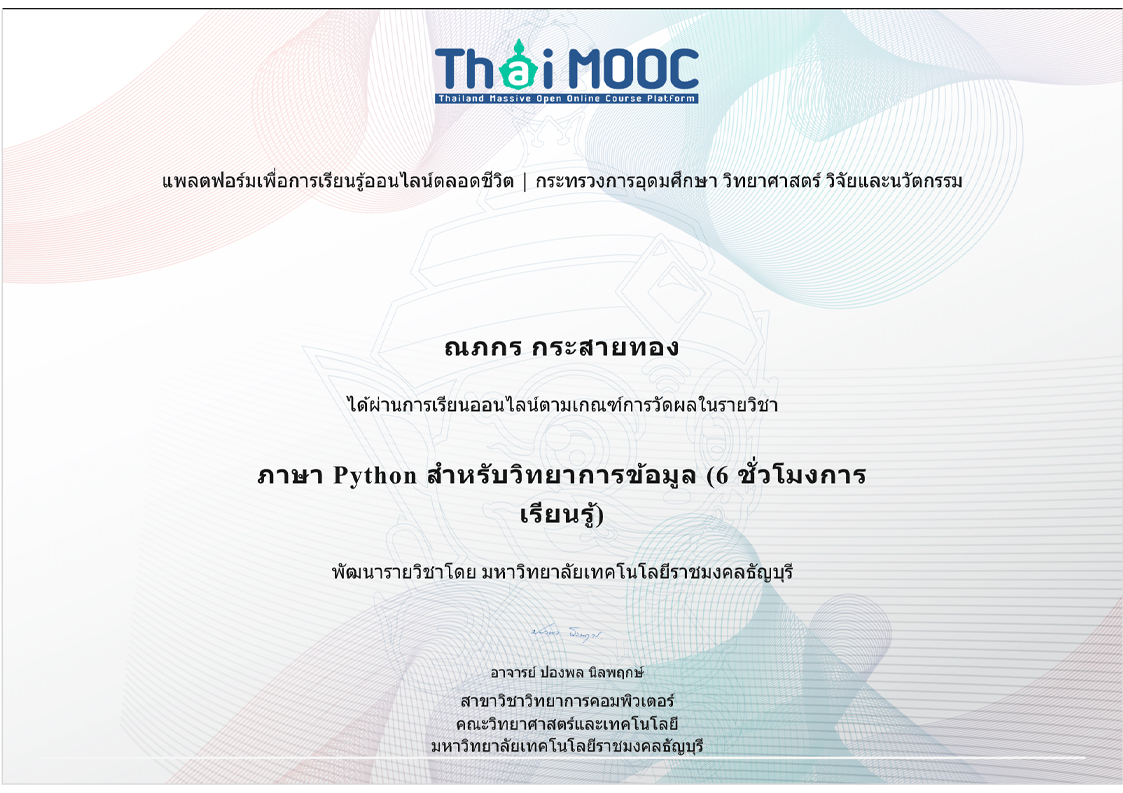 Thai MOOC
Thailand Massive Open Online Course Platform
แพลตฟอร์มเพื่อการเรียนรู้ออนไลน์ตลอดชีวิต | กระทรวงการอุดมศึกษา วิทยาศาสตร์ วิจัยและนวัตกรรม
ณภกร กระสายทอง
ได้ผ่านการเรียนออนไลน์ตามเกณฑ์การวัดผลในรายวิชา
ภาษา Python สำหรับวิทยาการข้อมูล (6 ชั่วโมงการ
เรียนรู้)
พัฒนารายวิชาโดย มหาวิทยาลัยเทคโนโลยีราชมงคลธัญบุรี
อาจารย์ ปองพล นิลพฤกษ์
สาขาวิชาวิทยาการคอมพิวเตอร์
คณะวิทยาศาสตร์และเทคโนโลยี
มหาวิทยาลัยเทคโนโลยีราชมงคลธัญบุรี